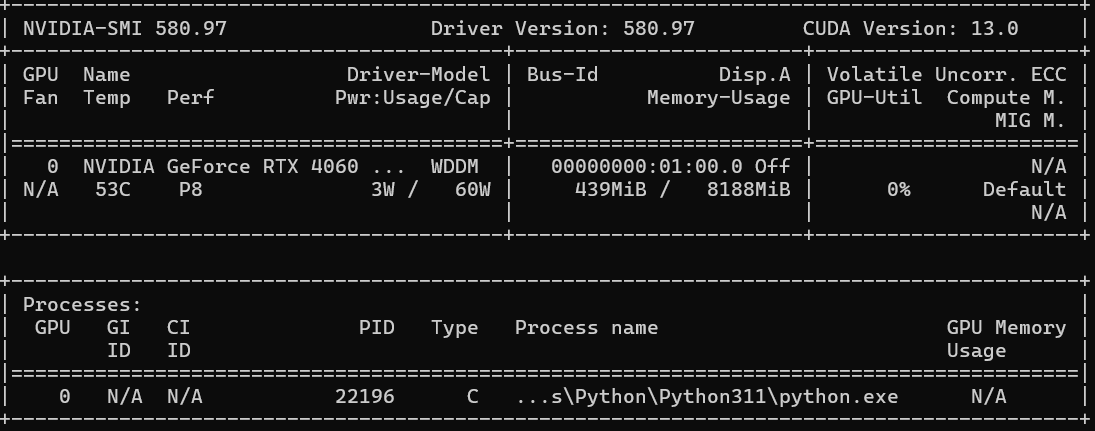 NVIDIA-SMI 580.97 Driver Version: 580.97 CUDA Version: 13.0
GPU Name Driver-Model | Bus-Id Disp.A | Volatile Uncorr. ECC
Fan Temp Perf Pwr:Usage/Cap | Memory-Usage | GPU-Util Compute M.
MIG M.
0 NVIDIA GeForce RTX 4060 ... WDDM | 00000000:01:00.0 Off | N/A
N/A 53C P8 3W / 60W | 439MiB / 8188MiB | 0% Default
N/A
Processes:
GPU GI CI PID Type Process name GPU Memory
ID ID Usage
0 N/A N/A 22196 C ...s\Python\Python311\python.exe N/A